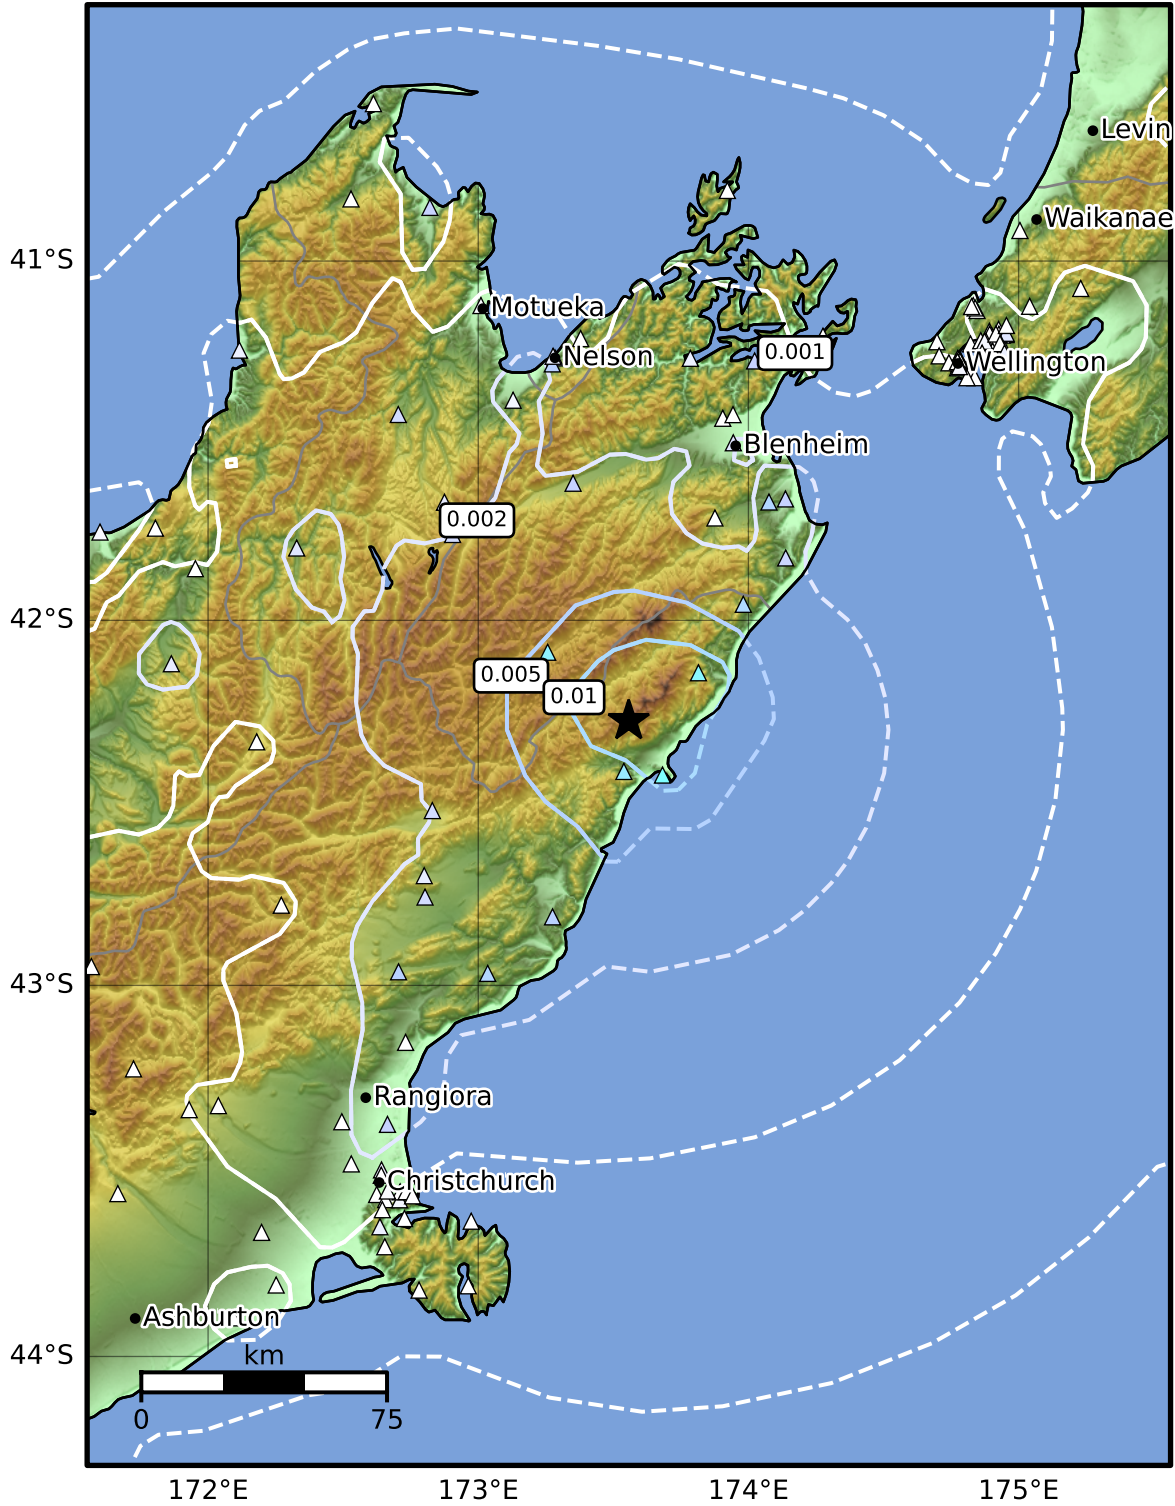 Levin
Waikanae
41°S
Motueka
Nelson
0.001
Wellington
Blenheim
0.002
42°S
0.005
0.01
43°S
Rangiora
Christchurch
Ashburton
44°S
km
0
75
172°E
173°E
174°E
175°E